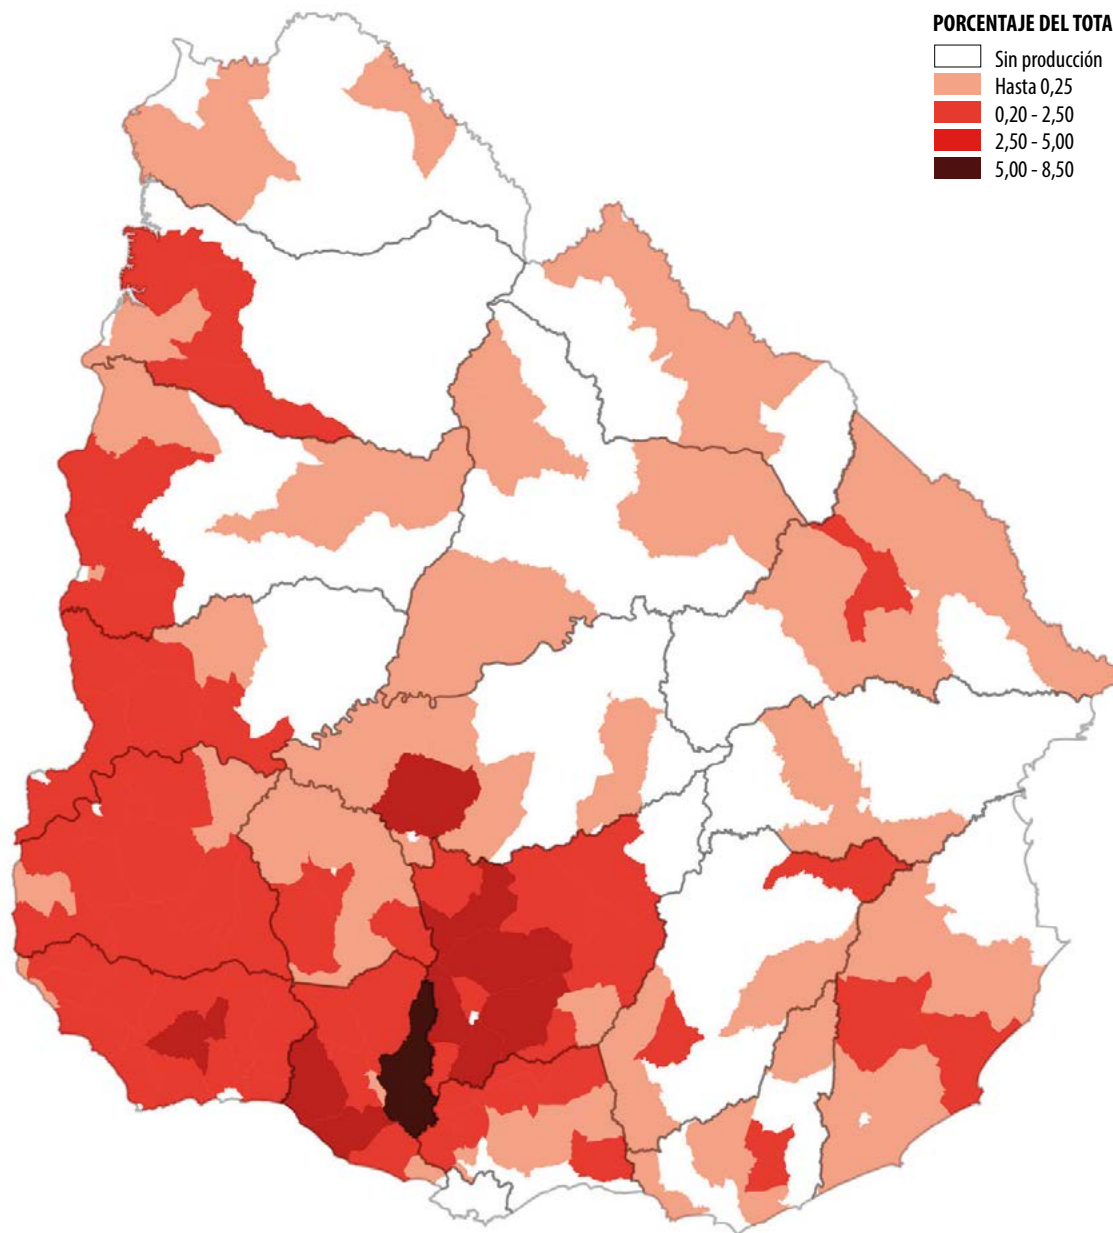 PORCENTAJE DEL TOTA
Sin producción
Hasta 0,25
0,20 - 2,50
2,50 - 5,00
5,00 - 8,50